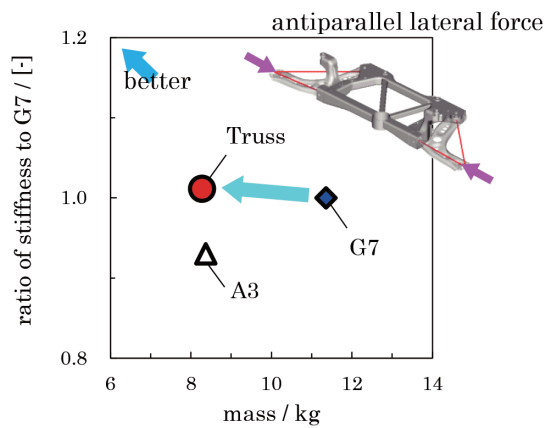 antiparallel lateral force
1.2
better
Truss
1.0
G7
A3
0.8
6
8
10
12
14
mass / kg
ratio of stiffness to G7 / [-]